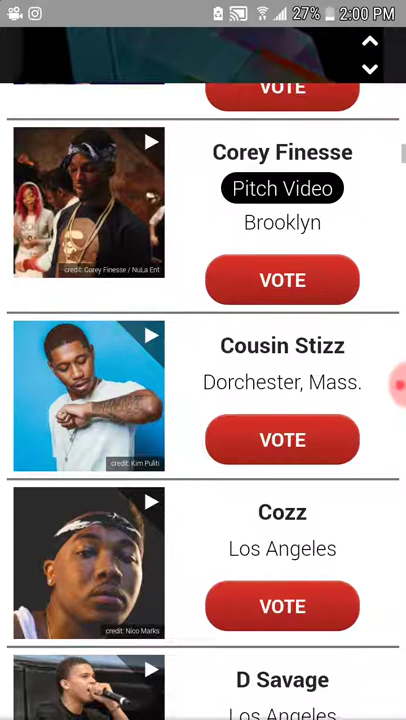 27% 2:00 PM
VOTE
Corey Finesse
Pitch Video
Brooklyn
credit: Corey Finesse / NuLa Ent
VOTE
Cousin Stizz
Dorchester, Mass.
VOTE
credit: Kim Puliti
Cozz
Los Angeles
VOTE
credit: Nico Marks
D Savage
Los Angeles